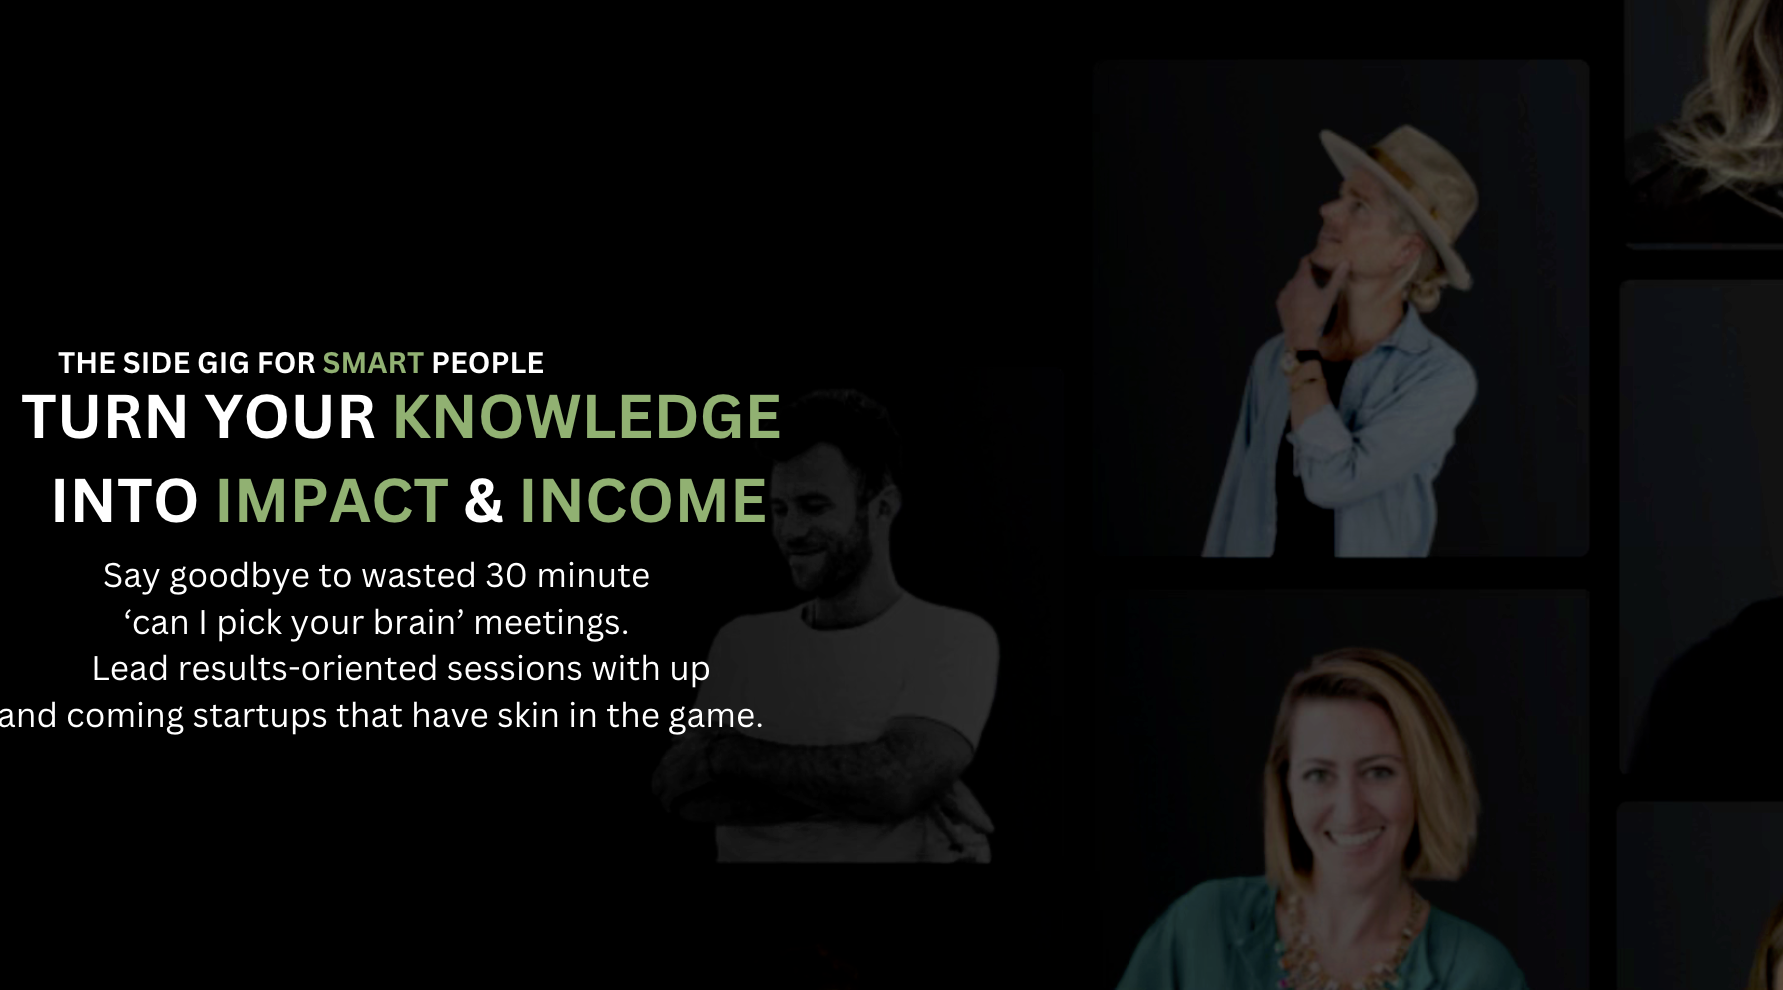 THE SIDE GIG FOR SMART PEOPLE
TURN YOUR KNOWLEDGE
INTO IMPACT & INCOME
Say goodbye to wasted 30 minute
‘can I pick your brain’ meetings.
Lead results-oriented sessions with up
and coming startups that have skin in the game.